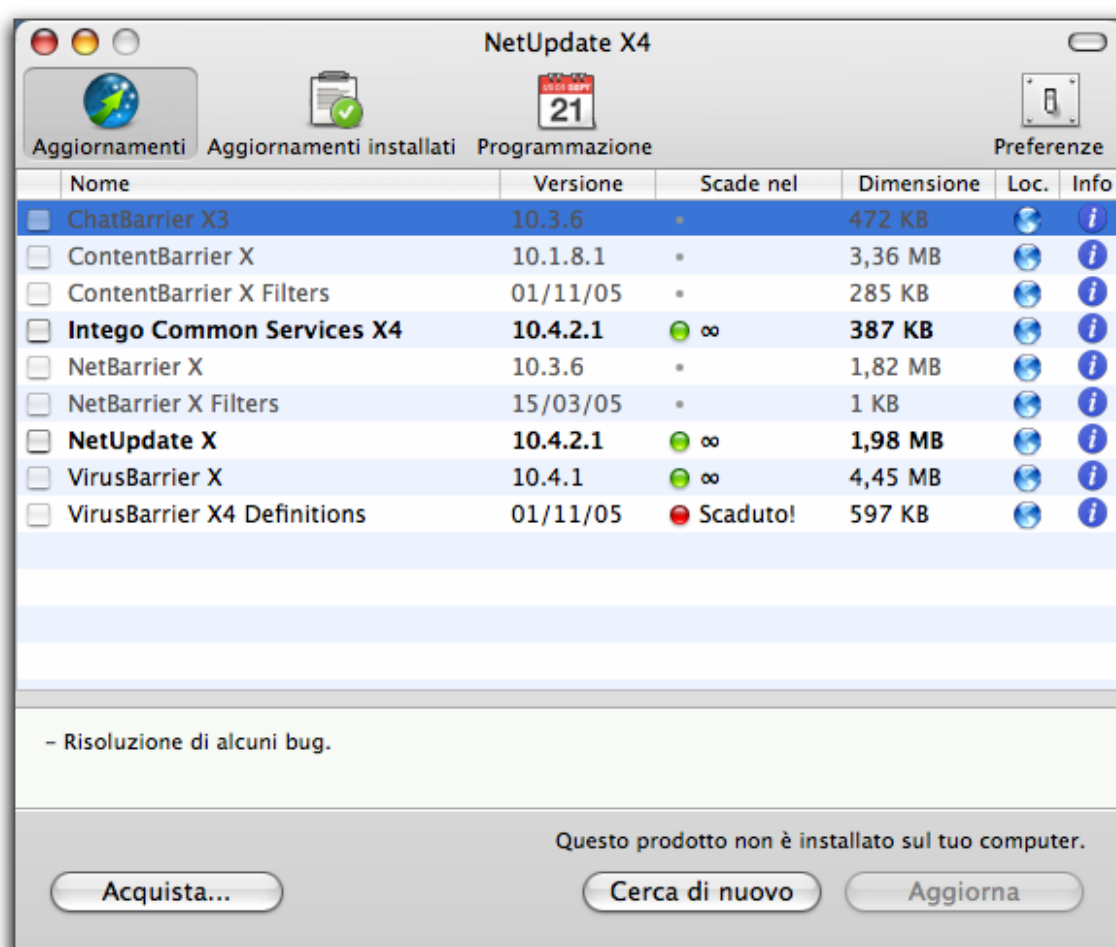 NetUpdate X4
Aggiornamenti Aggiornamenti installati Programmazione Preferenze
21
Nome Versione Scade nel Dimensione Loc. Info
ChatBarrier X3 10.3.6 472 KB
ContentBarrier X 10.1.8.1 3,36 MB
ContentBarrier X Filters 01/11/05 285 KB
Intego Common Services X4 10.4.2.1 ∞ 387 KB
NetBarrier X 10.3.6 1,82 MB
NetBarrier X Filters 15/03/05 1 KB
NetUpdate X 10.4.2.1 ∞ 1,98 MB
VirusBarrier X 10.4.1 ∞ 4,45 MB
VirusBarrier X4 Definitions 01/11/05 Scaduto! 597 KB
– Risoluzione di alcuni bug.
Questo prodotto non è installato sul tuo computer.
Acquista... Cerca di nuovo Aggiorna